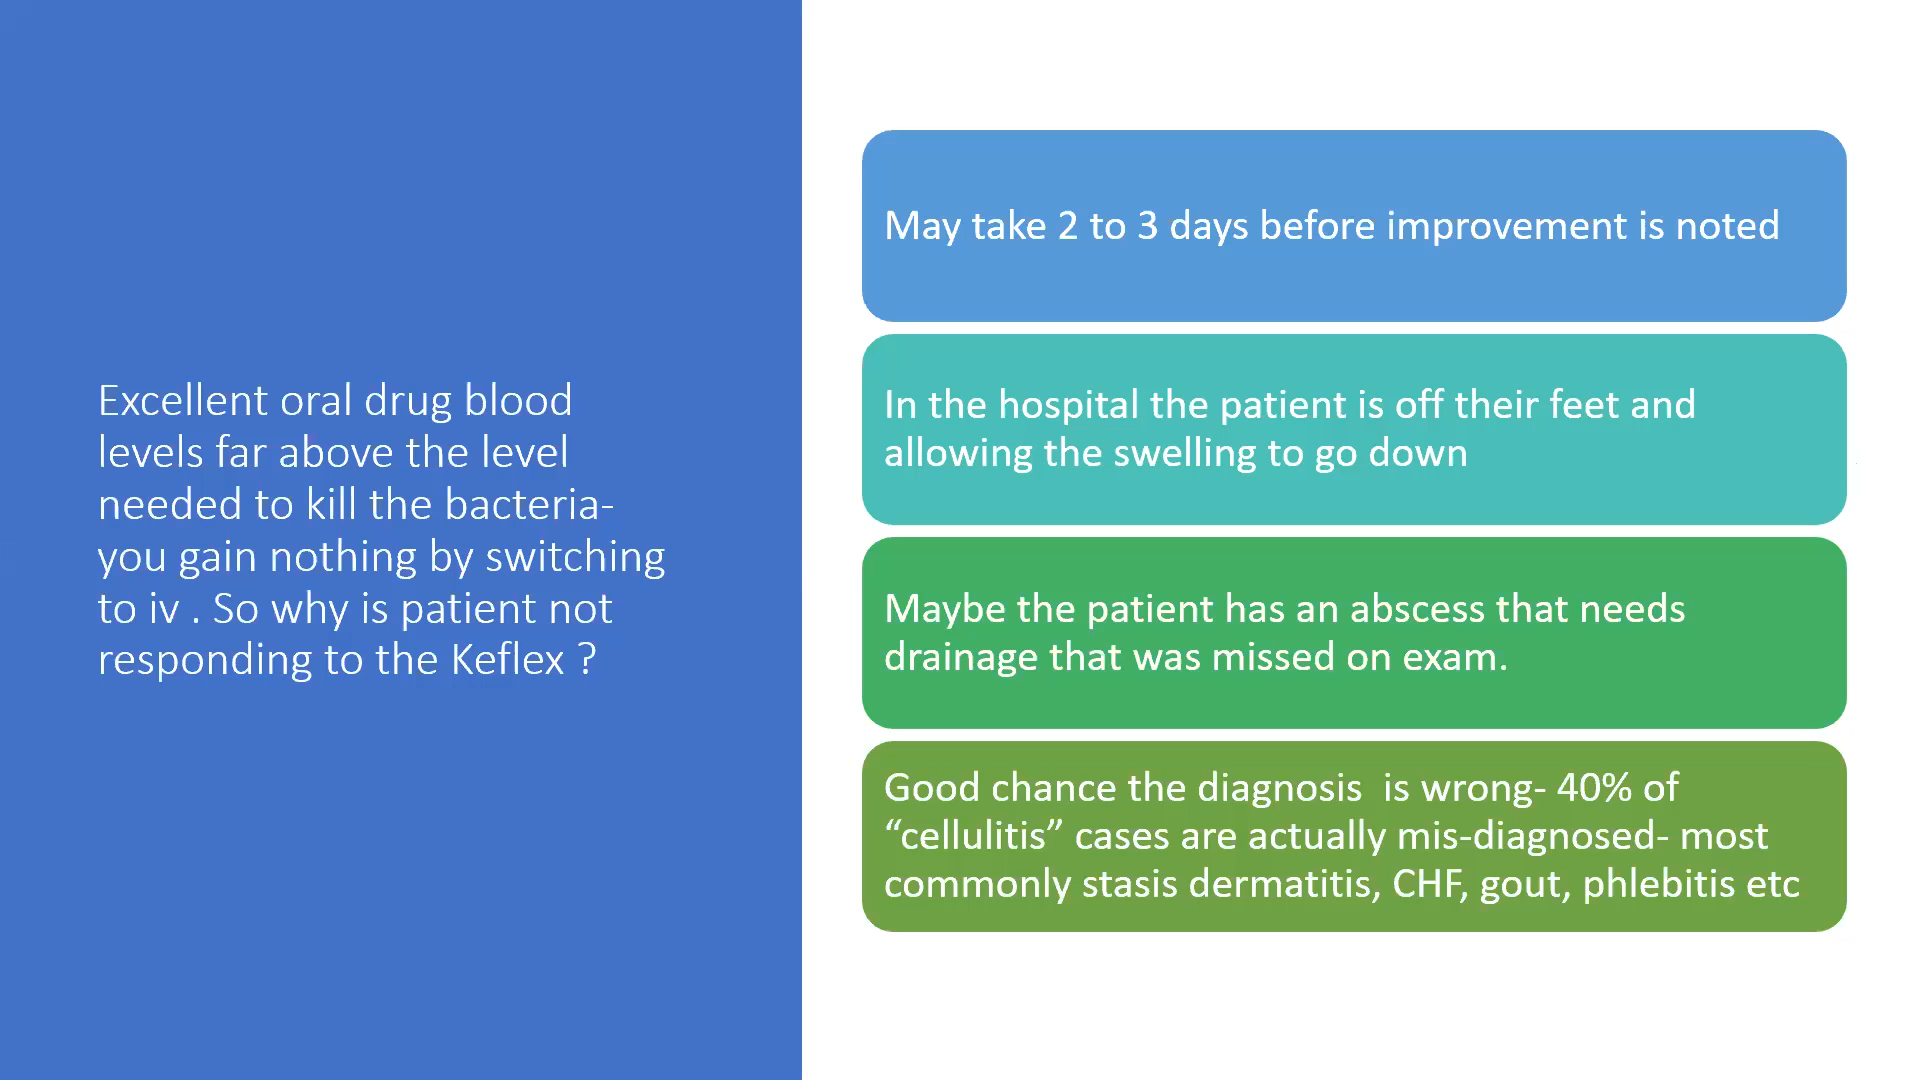 Excellent oral drug blood
levels far above the level
needed to kill the bacteria-
you gain nothing by switching
to iv . So why is patient not
responding to the Keflex ?
May take 2 to 3 days before improvement is noted
In the hospital the patient is off their feet and
allowing the swelling to go down
Maybe the patient has an abscess that needs
drainage that was missed on exam.
Good chance the diagnosis  is wrong- 40% of
“cellulitis” cases are actually mis-diagnosed- most
commonly stasis dermatitis, CHF, gout, phlebitis etc